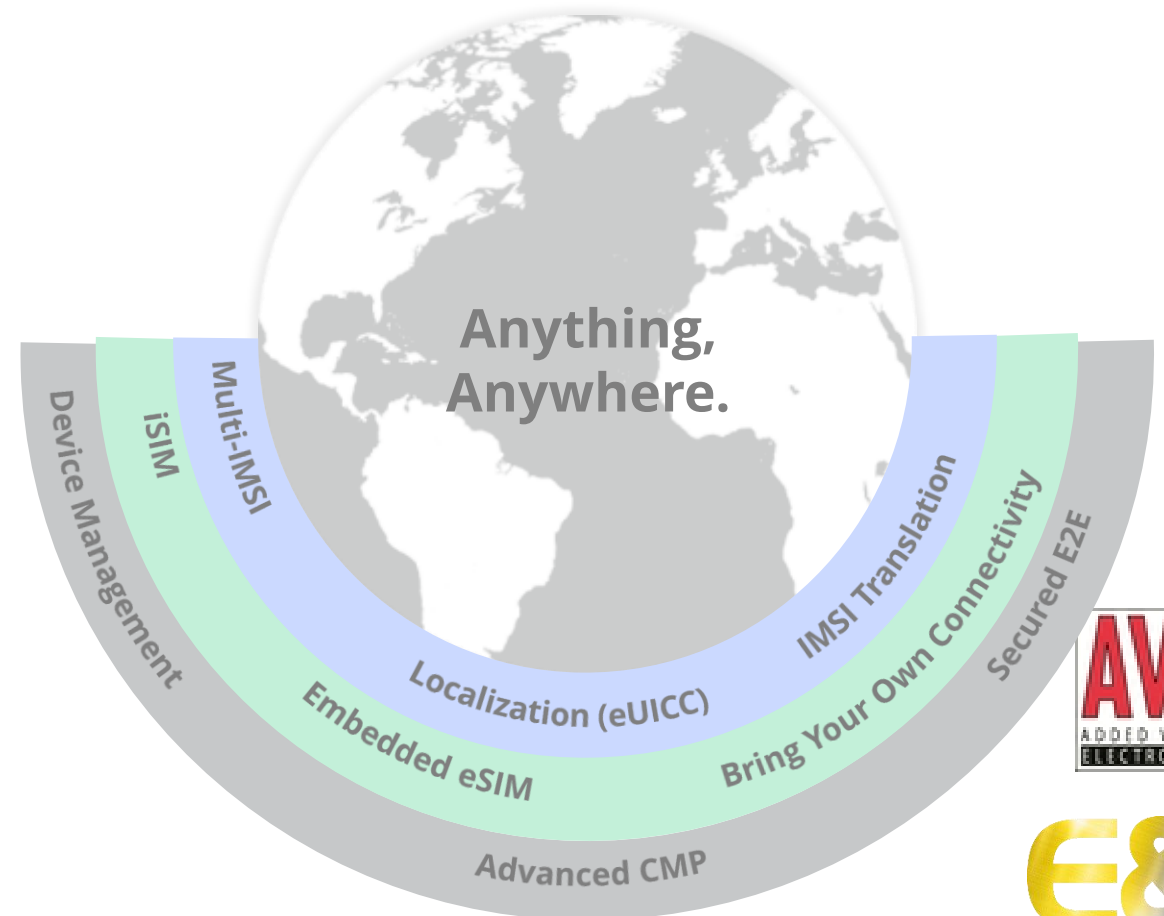 Anything,
Anywhere.
Multi-IMSI
Localization (eUICC)
IMSI Translation
iSIM
Embedded eSIM
Bring Your Own Connectivity
Device Management
Advanced CMP
Secured E2E
ADDED
E&